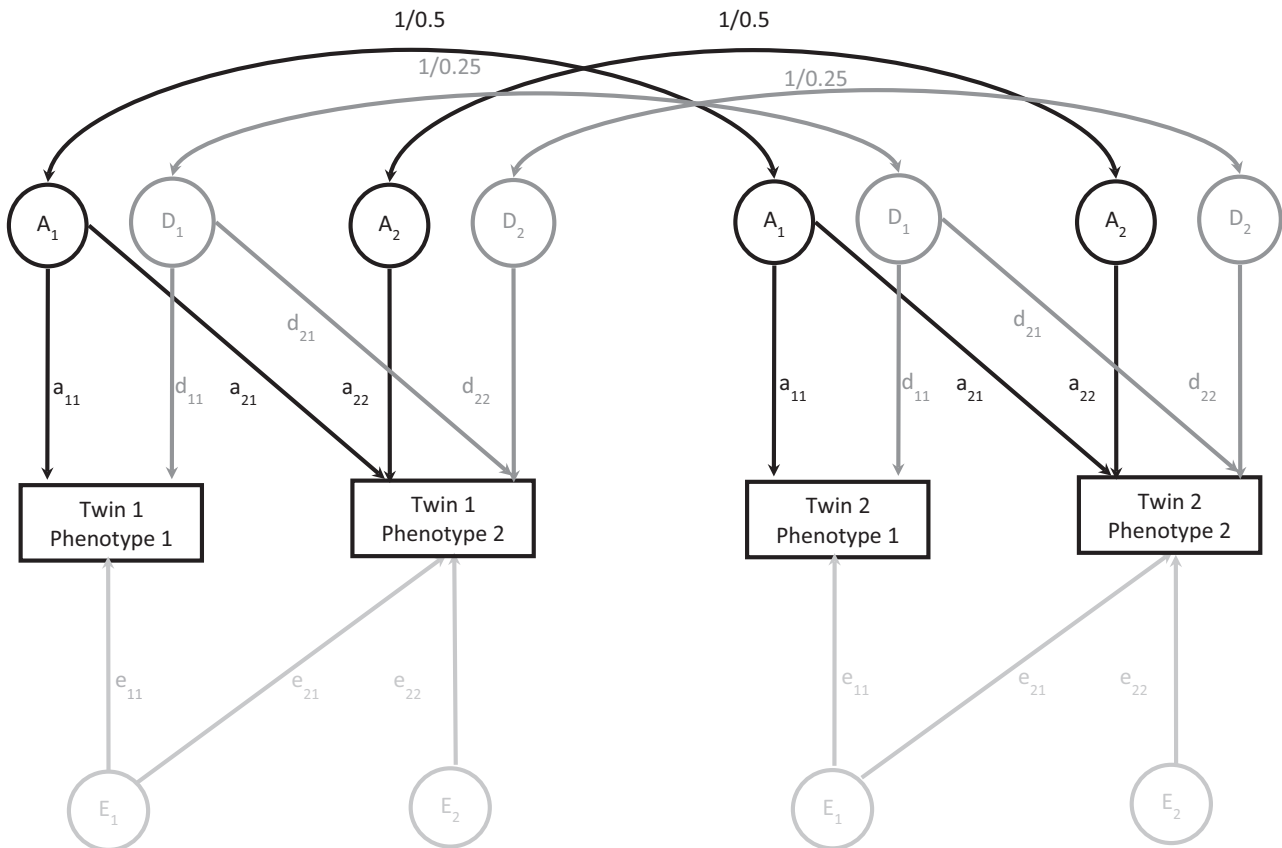 1/0.5 1/0.5
1/0.25 1/0.25
A₁ D₁ A₂ D₂ A₁ D₁ A₂ D₂
d₂₁ d₂₁
a₁₁ d₁₁ a₂₁ a₂₂ d₂₂ a₁₁ d₁₁ a₂₁ a₂₂ d₂₂
Twin 1
Phenotype 1
Twin 1
Phenotype 2
Twin 2
Phenotype 1
Twin 2
Phenotype 2
e₁₁ e₂₁ e₂₂ e₁₁ e₂₁ e₂₂
E₁ E₂ E₁ E₂